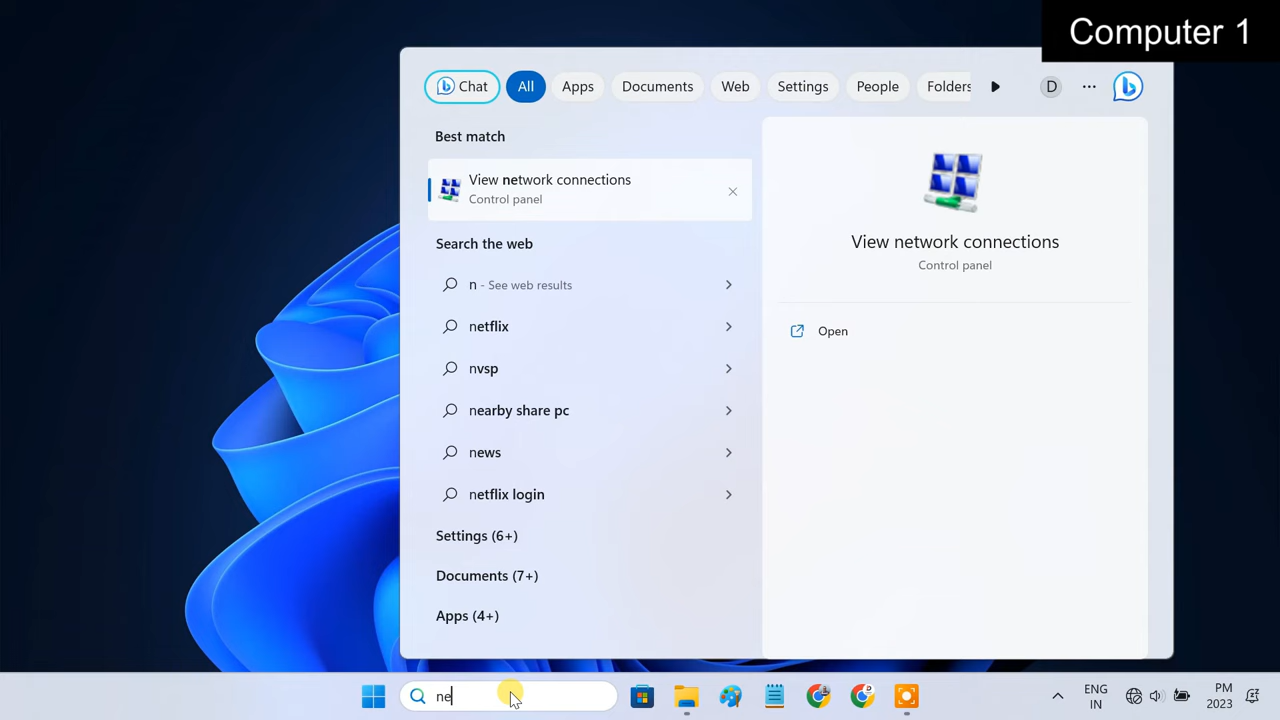 Computer 1
Chat All Apps Documents Web Settings People Folders D ...
Best match
View network connections
Control panel
Search the web
n - See web results
netflix
nvsp
nearby share pc
news
netflix login
Settings (6+)
Documents (7+)
Apps (4+)
View network connections
Control panel
Open
ne
ENG
IN
PM
2023